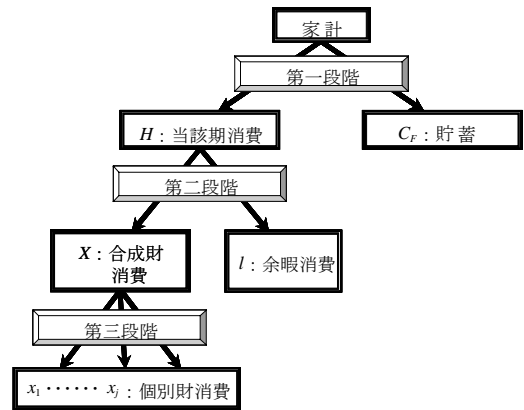 家計
第一段階
H：当該期消費
C_F：貯蓄
第二段階
X：合成財
消費
l：余暇消費
第三段階
x₁ ‥‥‥ x_j：個別財消費